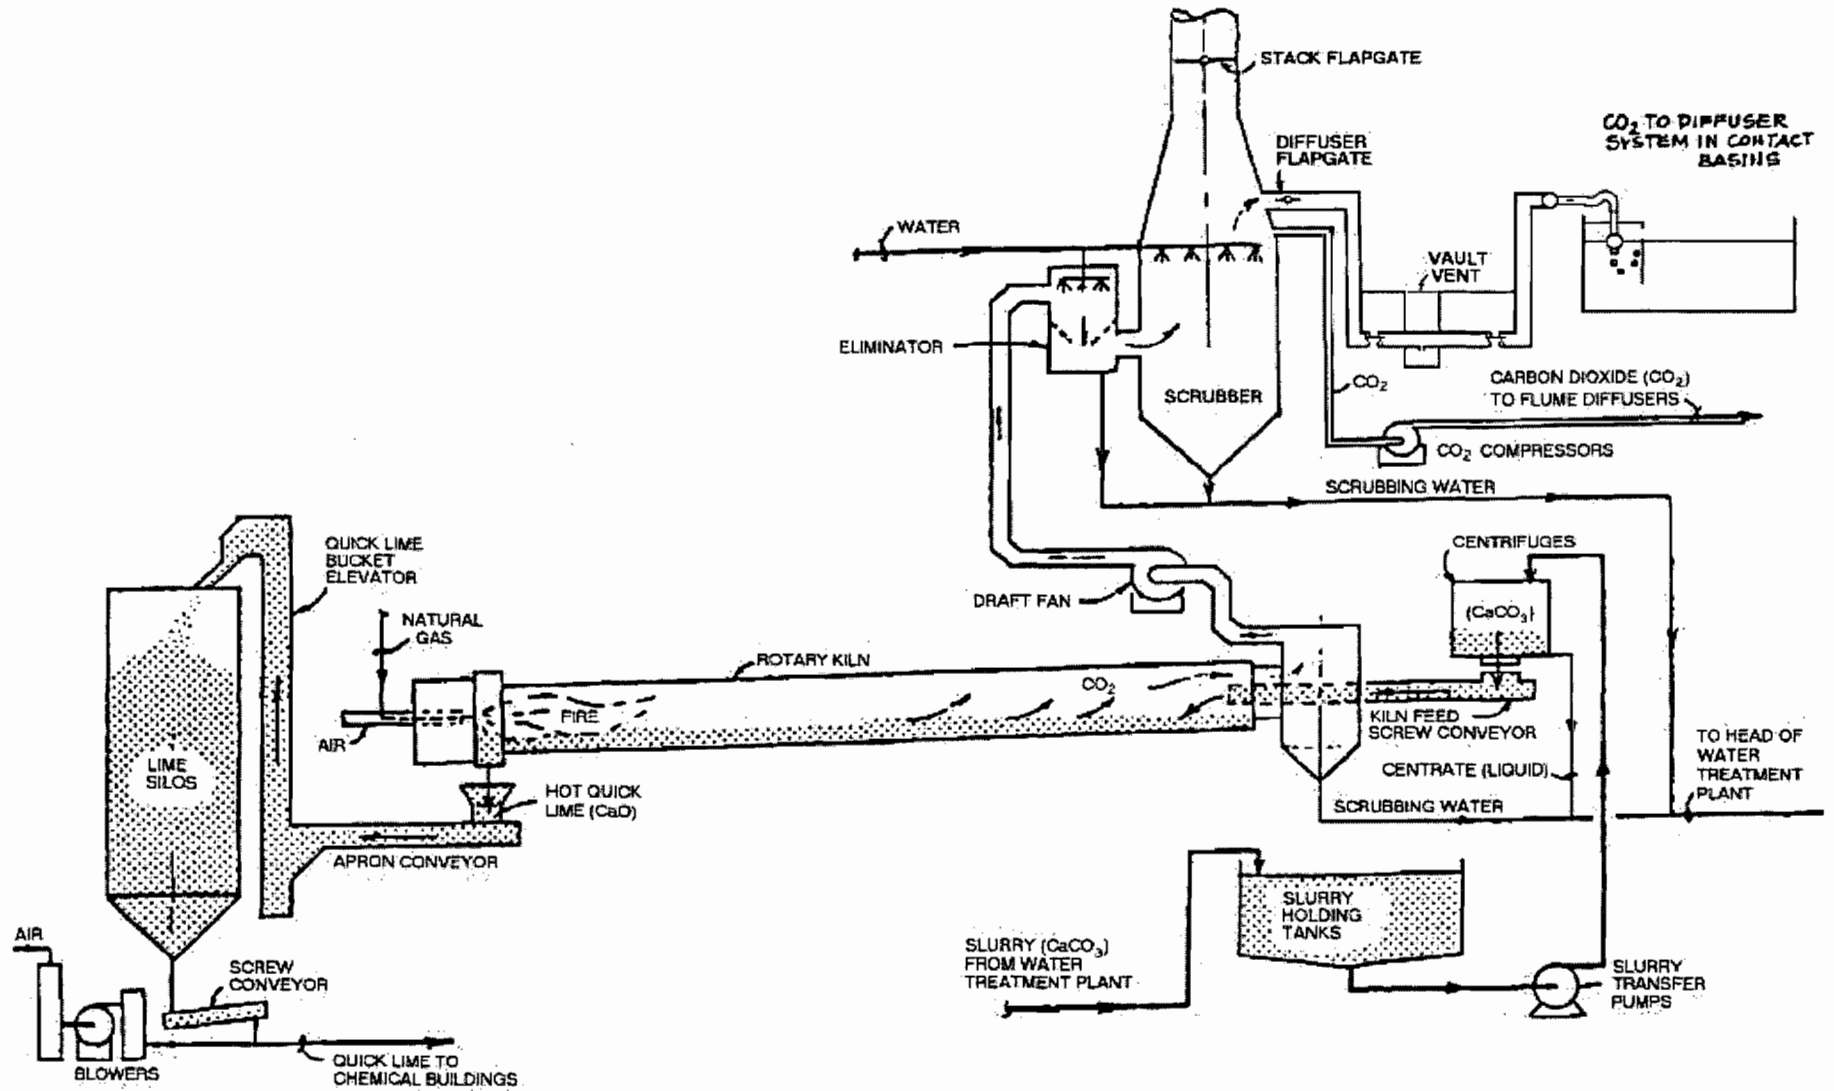 STACK FLAPGATE
CO₂ TO DIFFUSER
SYSTEM IN CONTACT
BASINS
DIFFUSER
FLAPGATE
WATER
VAULT
VENT
ELIMINATOR
SCRUBBER
CO₂
CARBON DIOXIDE (CO₂)
TO FLUME DIFFUSERS
CO₂ COMPRESSORS
SCRUBBING WATER
QUICK LIME
BUCKET
ELEVATOR
CENTRIFUGES
(CaCO₃)
DRAFT FAN
NATURAL
GAS
ROTARY KILN
CO₂
FIRE
AIR
KILN FEED
SCREW CONVEYOR
LIME
SILOS
TO HEAD OF
WATER
TREATMENT
PLANT
CENTRATE (LIQUID)
HOT QUICK
LIME (CaO)
SCRUBBING WATER
APRON CONVEYOR
SLURRY
HOLDING
TANKS
AIR
SLURRY (CaCO₃)
FROM WATER
TREATMENT PLANT
SCREW
CONVEYOR
SLURRY
TRANSFER
PUMPS
BLOWERS
QUICK LIME TO
CHEMICAL BUILDINGS